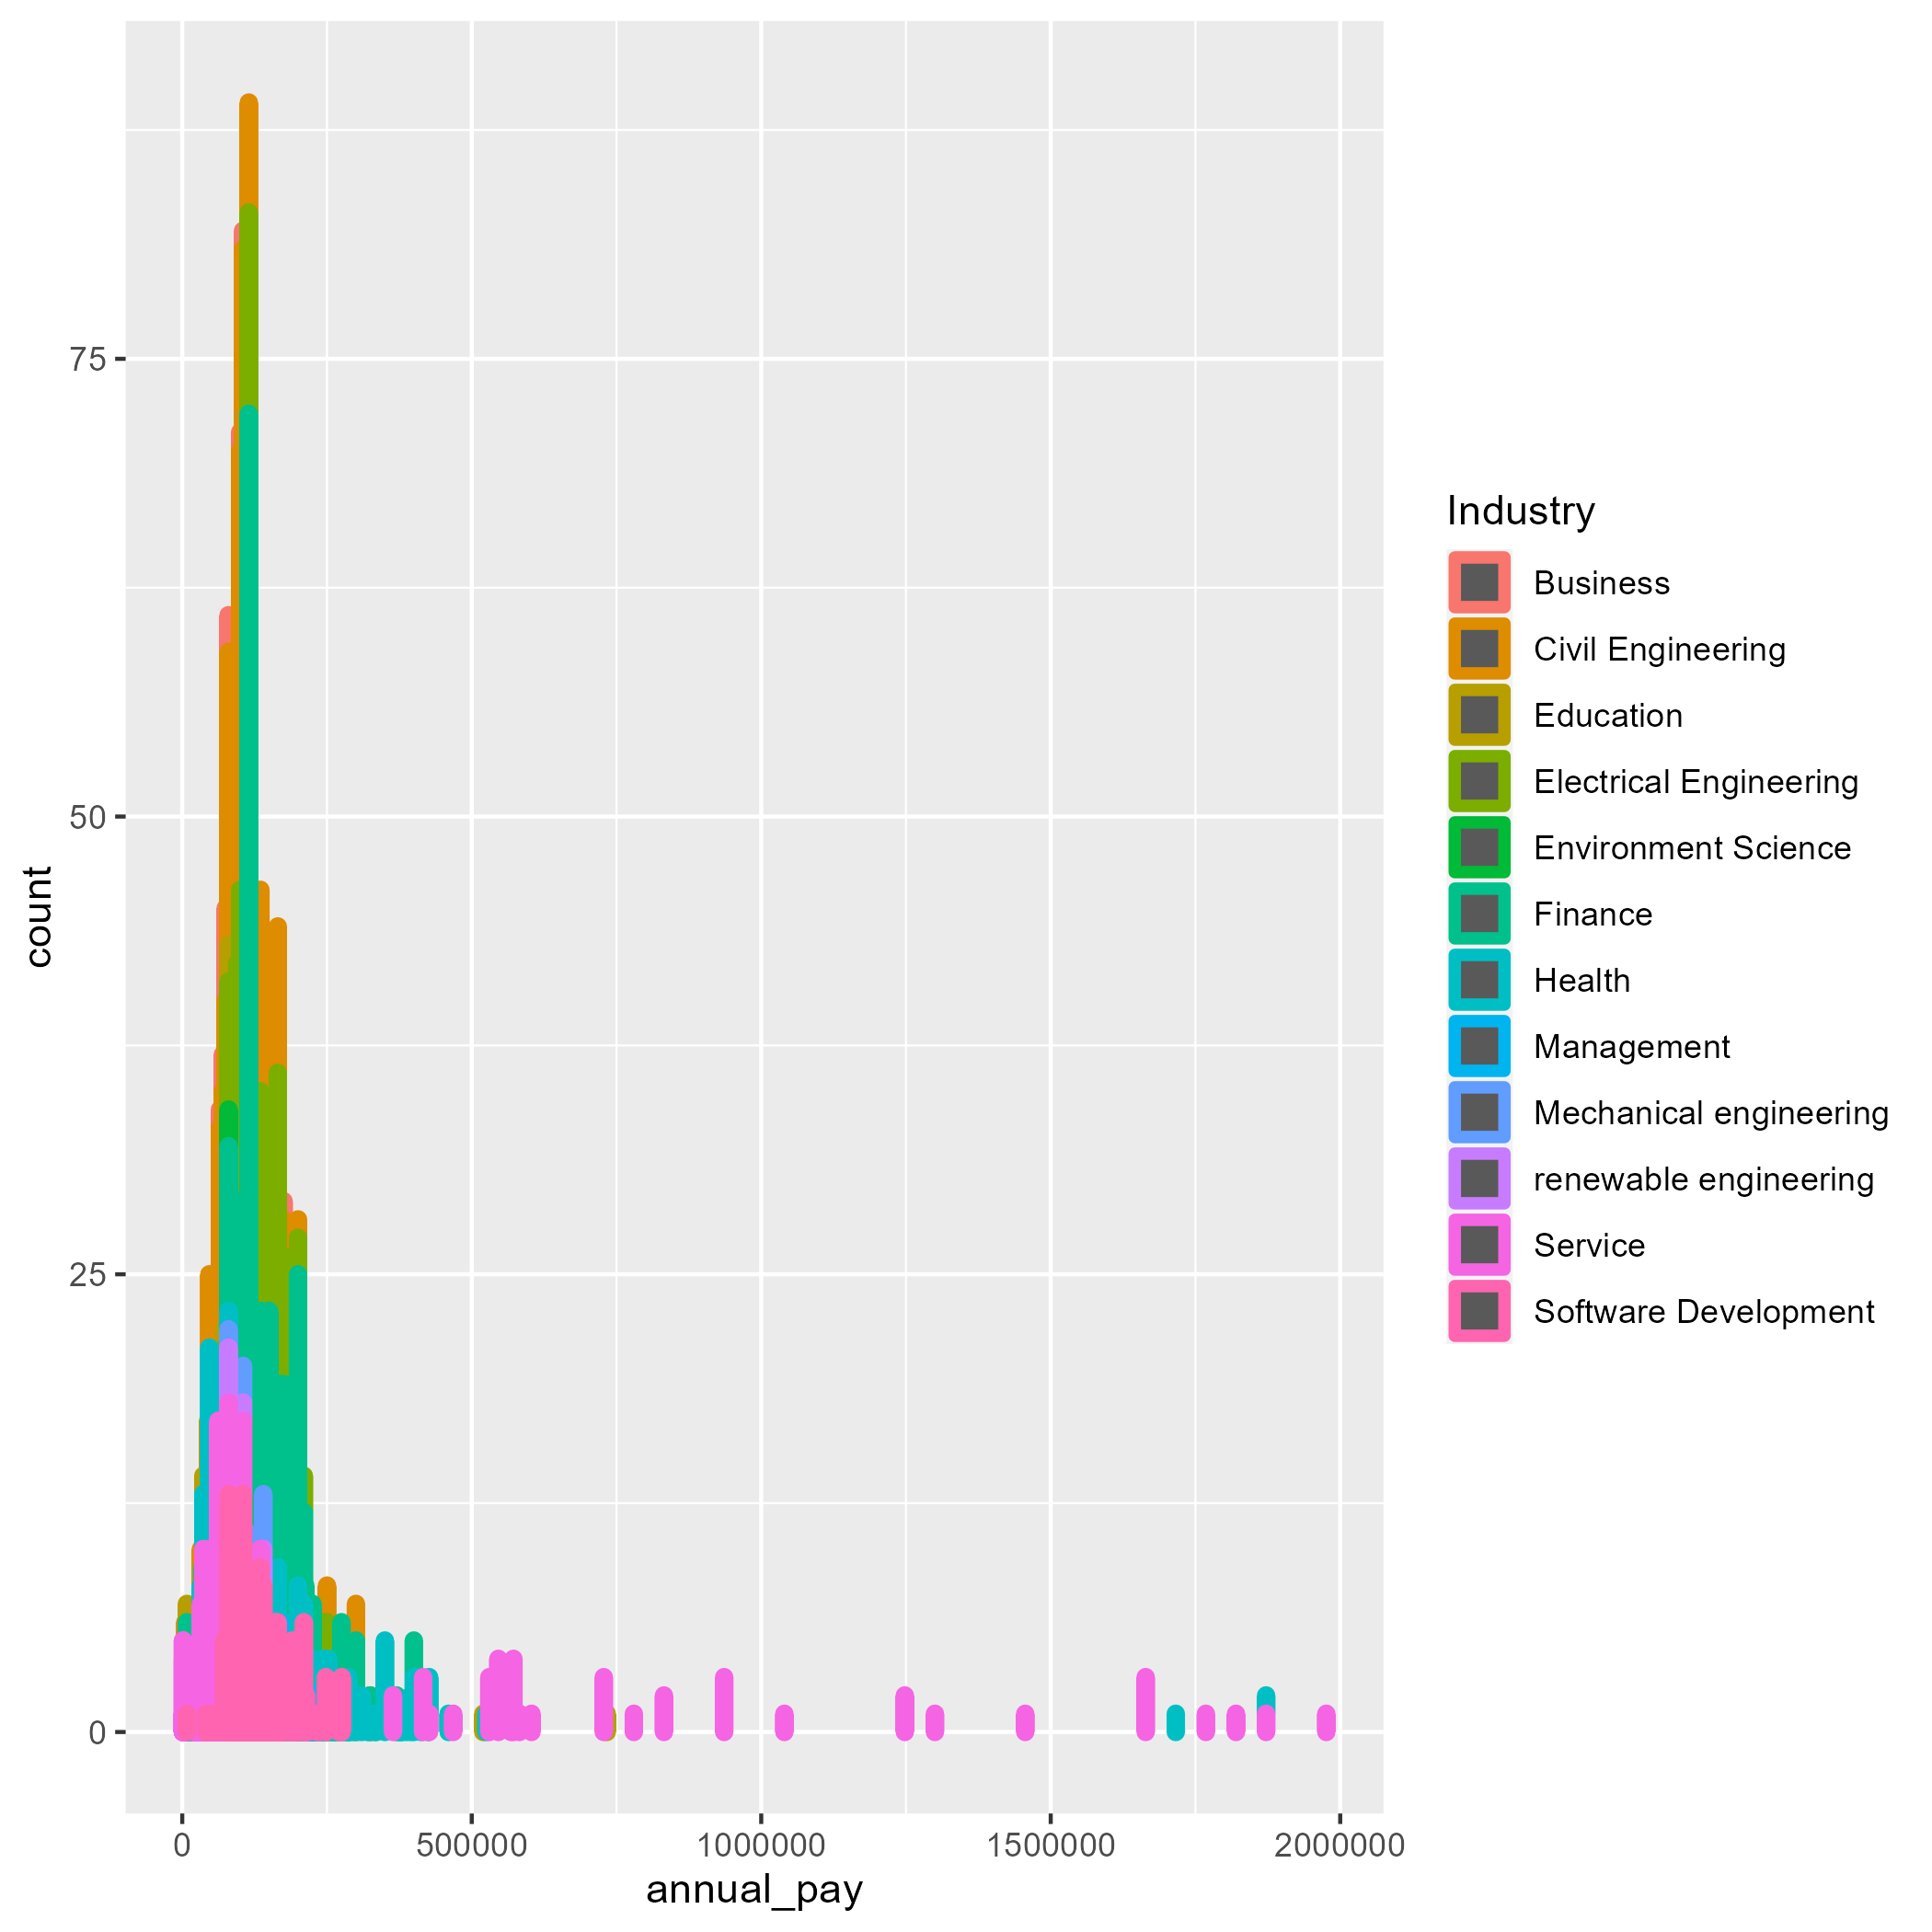 75
50
25
0
count
0
500000
1000000
1500000
2000000
annual_pay
Industry
Business
Civil Engineering
Education
Electrical Engineering
Environment Science
Finance
Health
Management
Mechanical engineering
renewable engineering
Service
Software Development